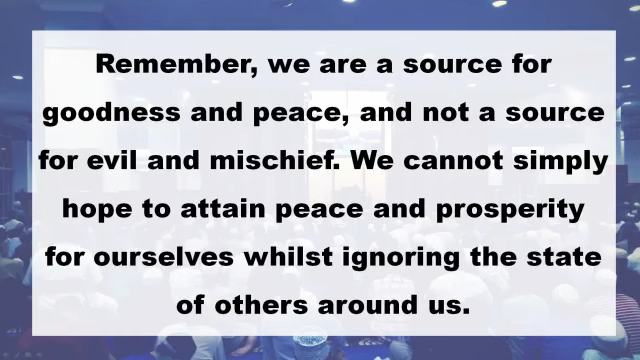 Remember, we are a source for
goodness and peace, and not a source
for evil and mischief. We cannot simply
hope to attain peace and prosperity
for ourselves whilst ignoring the state
of others around us.